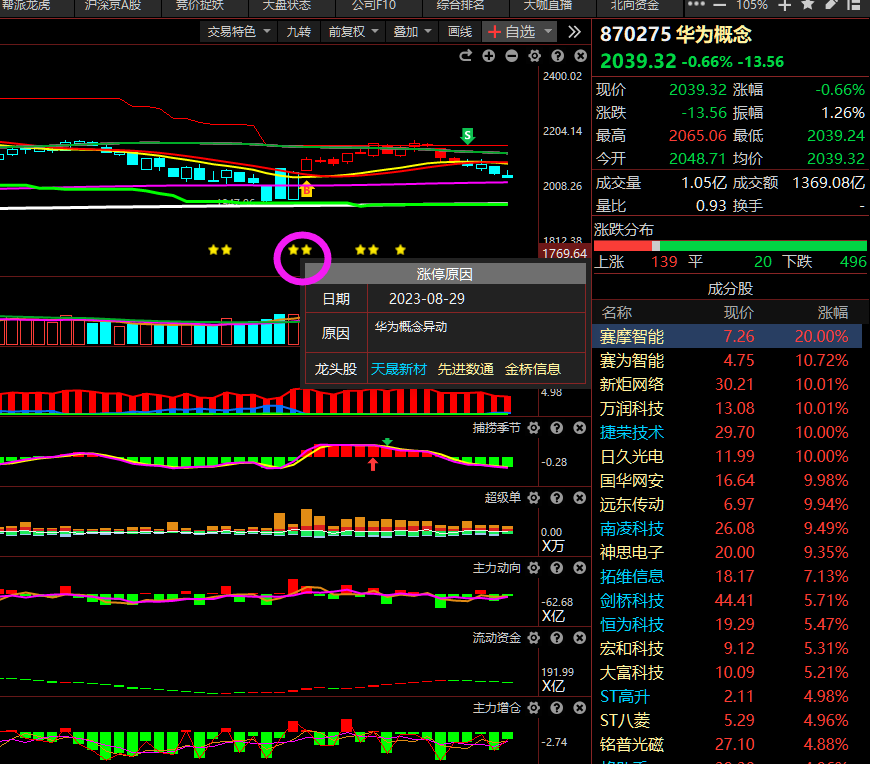 帮派龙虎 沪深京A股 竞价捉妖 大盘状态 公司F10 综合排名 天咖直播 北向资金 105%
交易特色 九转 前复权 叠加 画线 自选
870275 华为概念
2039.32 -0.66% -13.56
现价 2039.32 涨幅 -0.66%
涨跌 -13.56 振幅 1.26%
最高 2065.06 最低 2039.24
今开 2048.71 均价 2039.32
成交量 1.05亿 成交额 1369.08亿
量比 0.93 换手 -
涨跌分布
上涨 139 平 20 下跌 496
成分股
名称 现价 涨幅
赛摩智能 7.26 20.00%
赛为智能 4.75 10.72%
新炬网络 30.21 10.01%
万润科技 13.08 10.01%
捷荣技术 29.70 10.00%
日久光电 11.99 10.00%
国华网安 16.64 9.98%
远东传动 6.97 9.94%
南凌科技 26.08 9.49%
神思电子 20.00 9.35%
拓维信息 18.17 7.13%
剑桥科技 44.41 5.71%
恒为科技 19.29 5.47%
宏和科技 9.12 5.31%
大富科技 10.09 5.21%
ST高升 2.11 4.98%
ST八菱 5.29 4.96%
铭普光磁 27.10 4.88%
2400.02
2204.14
S
2008.26
1812.38
1769.64
涨停原因
日期 2023-08-29
原因 华为概念异动
龙头股 天晟新材 先进数通 金桥信息
4.98
捕捞季节
-0.28
超级单
0.00
X万
主力动向
-62.68
X亿
流动资金
191.99
X亿
主力增仓
-2.74